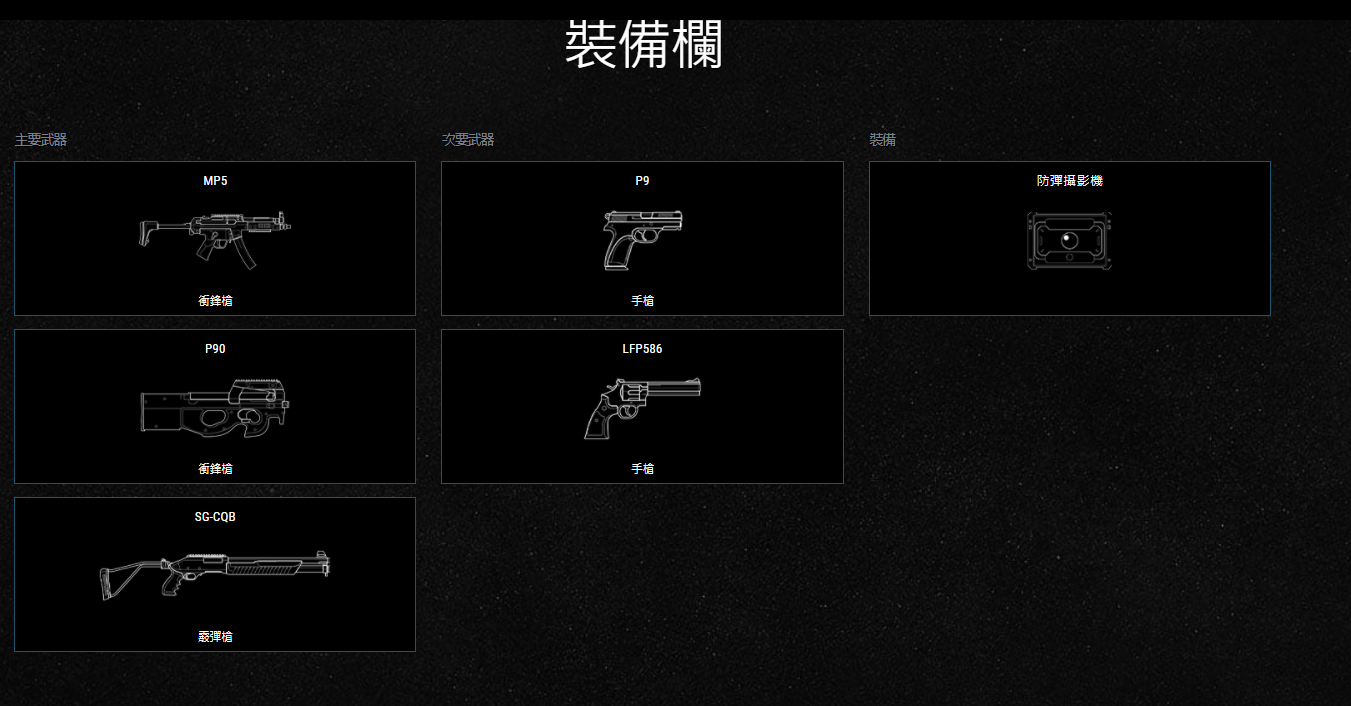 裝備欄
主要武器
MP5
衝鋒槍
P90
衝鋒槍
SG-CQB
霰彈槍
次要武器
P9
手槍
LFP586
手槍
裝備
防彈攝影機